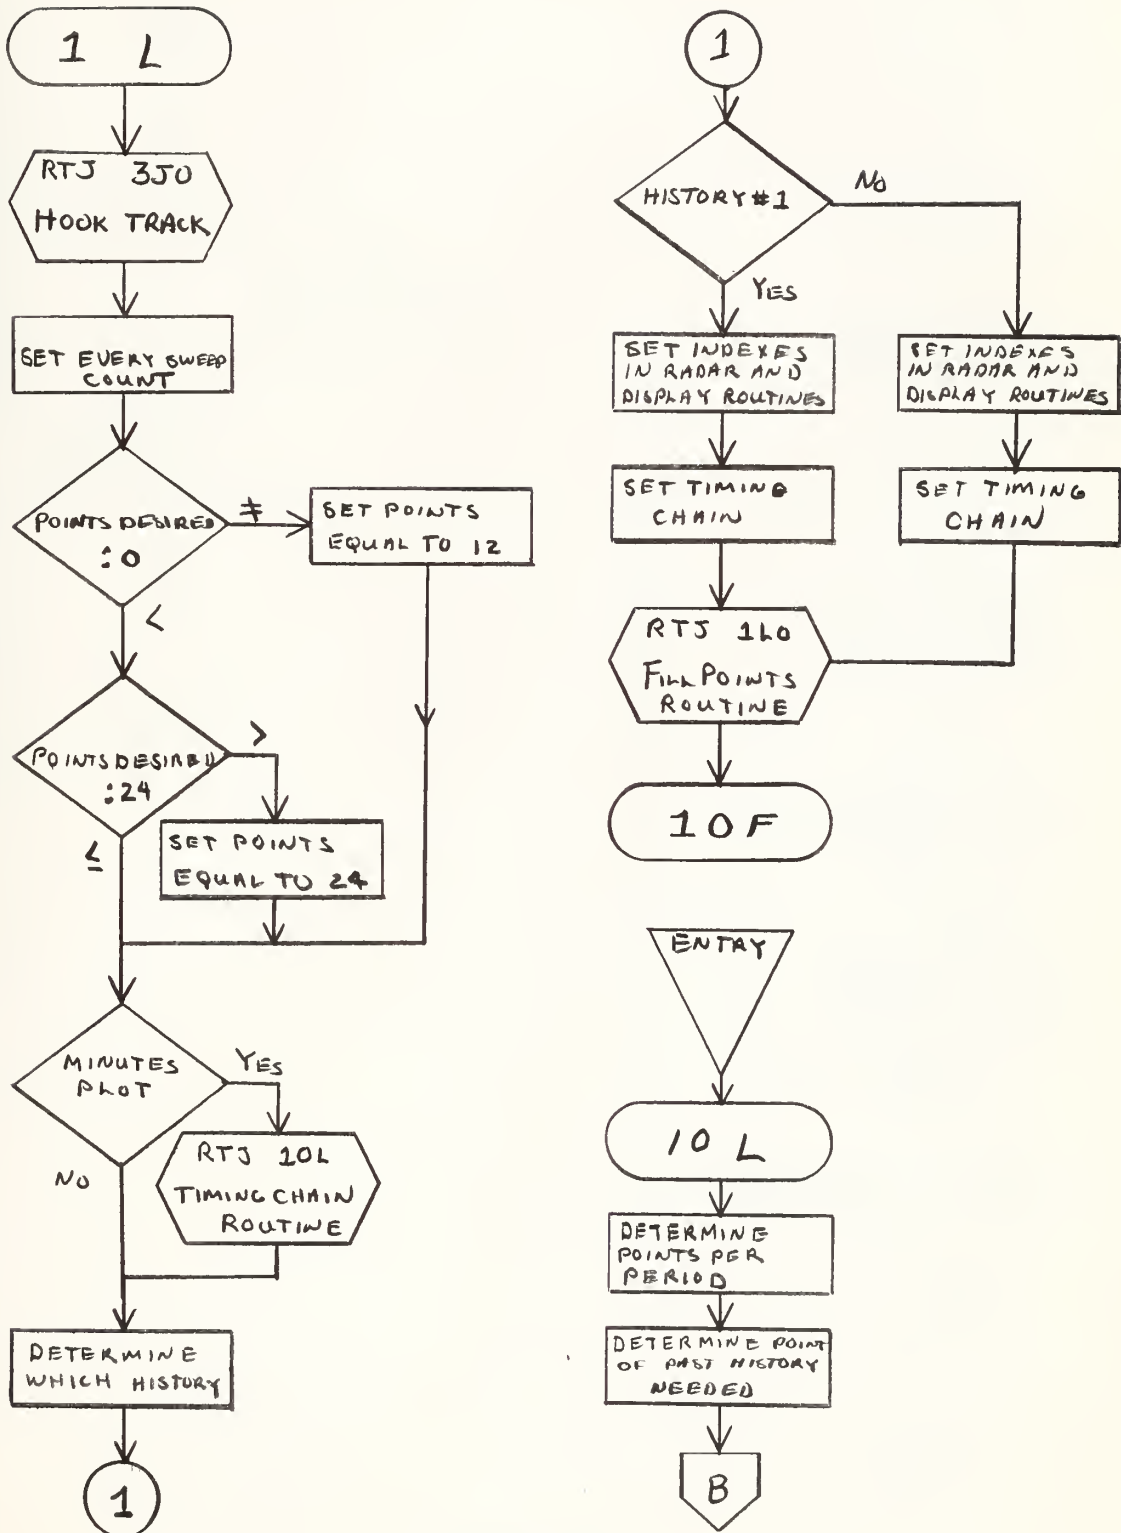 1 L
RTJ 3J0
HOOK TRACK
SET EVERY SWEEP
COUNT
POINTS DESIRED
:0
≠
SET POINTS
EQUAL TO 12
<
POINTS DESIRED
:24
>
SET POINTS
EQUAL TO 24
≤
MINUTES
PLOT
YES
RTJ 10L
TIMING CHAIN
ROUTINE
NO
DETERMINE
WHICH HISTORY
1
1
HISTORY #1
NO
YES
SET INDEXES
IN RADAR AND
DISPLAY ROUTINES
SET INDEXES
IN RADAR AND
DISPLAY ROUTINES
SET TIMING
CHAIN
SET TIMING
CHAIN
RTJ 1L0
FILL POINTS
ROUTINE
10F
ENTRY
10 L
DETERMINE
POINTS PER
PERIOD
DETERMINE POINT
OF PAST HISTORY
NEEDED
B